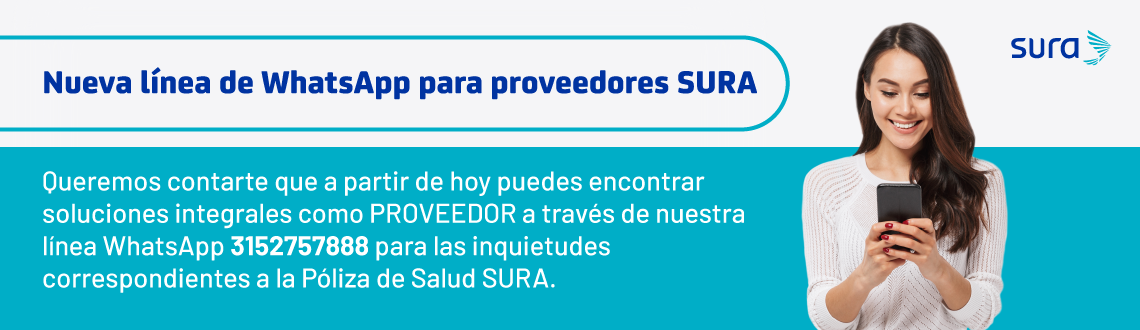 Nueva línea de WhatsApp para proveedores SURA
sura
Queremos contarte que a partir de hoy puedes encontrar
soluciones integrales como PROVEEDOR a través de nuestra
línea WhatsApp 3152757888 para las inquietudes
correspondientes a la Póliza de Salud SURA.